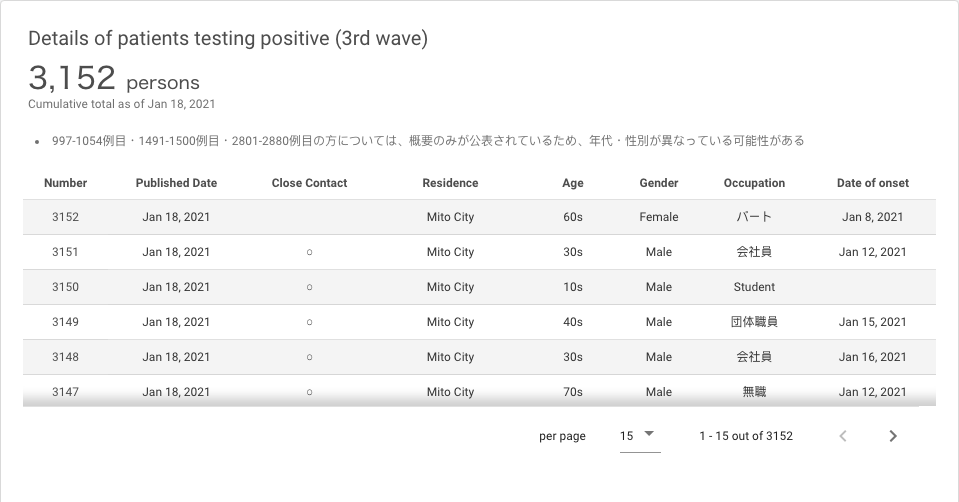 Details of patients testing positive (3rd wave)
3,152 persons
Cumulative total as of Jan 18, 2021
• 997-1054例目・1491-1500例目・2801-2880例目の方については、概要のみが公表されているため、年代・性別が異なっている可能性がある
Number Published Date Close Contact Residence Age Gender Occupation Date of onset
3152 Jan 18, 2021 Mito City 60s Female パート Jan 8, 2021
3151 Jan 18, 2021 ○ Mito City 30s Male 会社員 Jan 12, 2021
3150 Jan 18, 2021 ○ Mito City 10s Male Student
3149 Jan 18, 2021 ○ Mito City 40s Male 団体職員 Jan 15, 2021
3148 Jan 18, 2021 ○ Mito City 30s Male 会社員 Jan 16, 2021
3147 Jan 18, 2021 ○ Mito City 70s Male 無職 Jan 12, 2021
per page 15 1 - 15 out of 3152